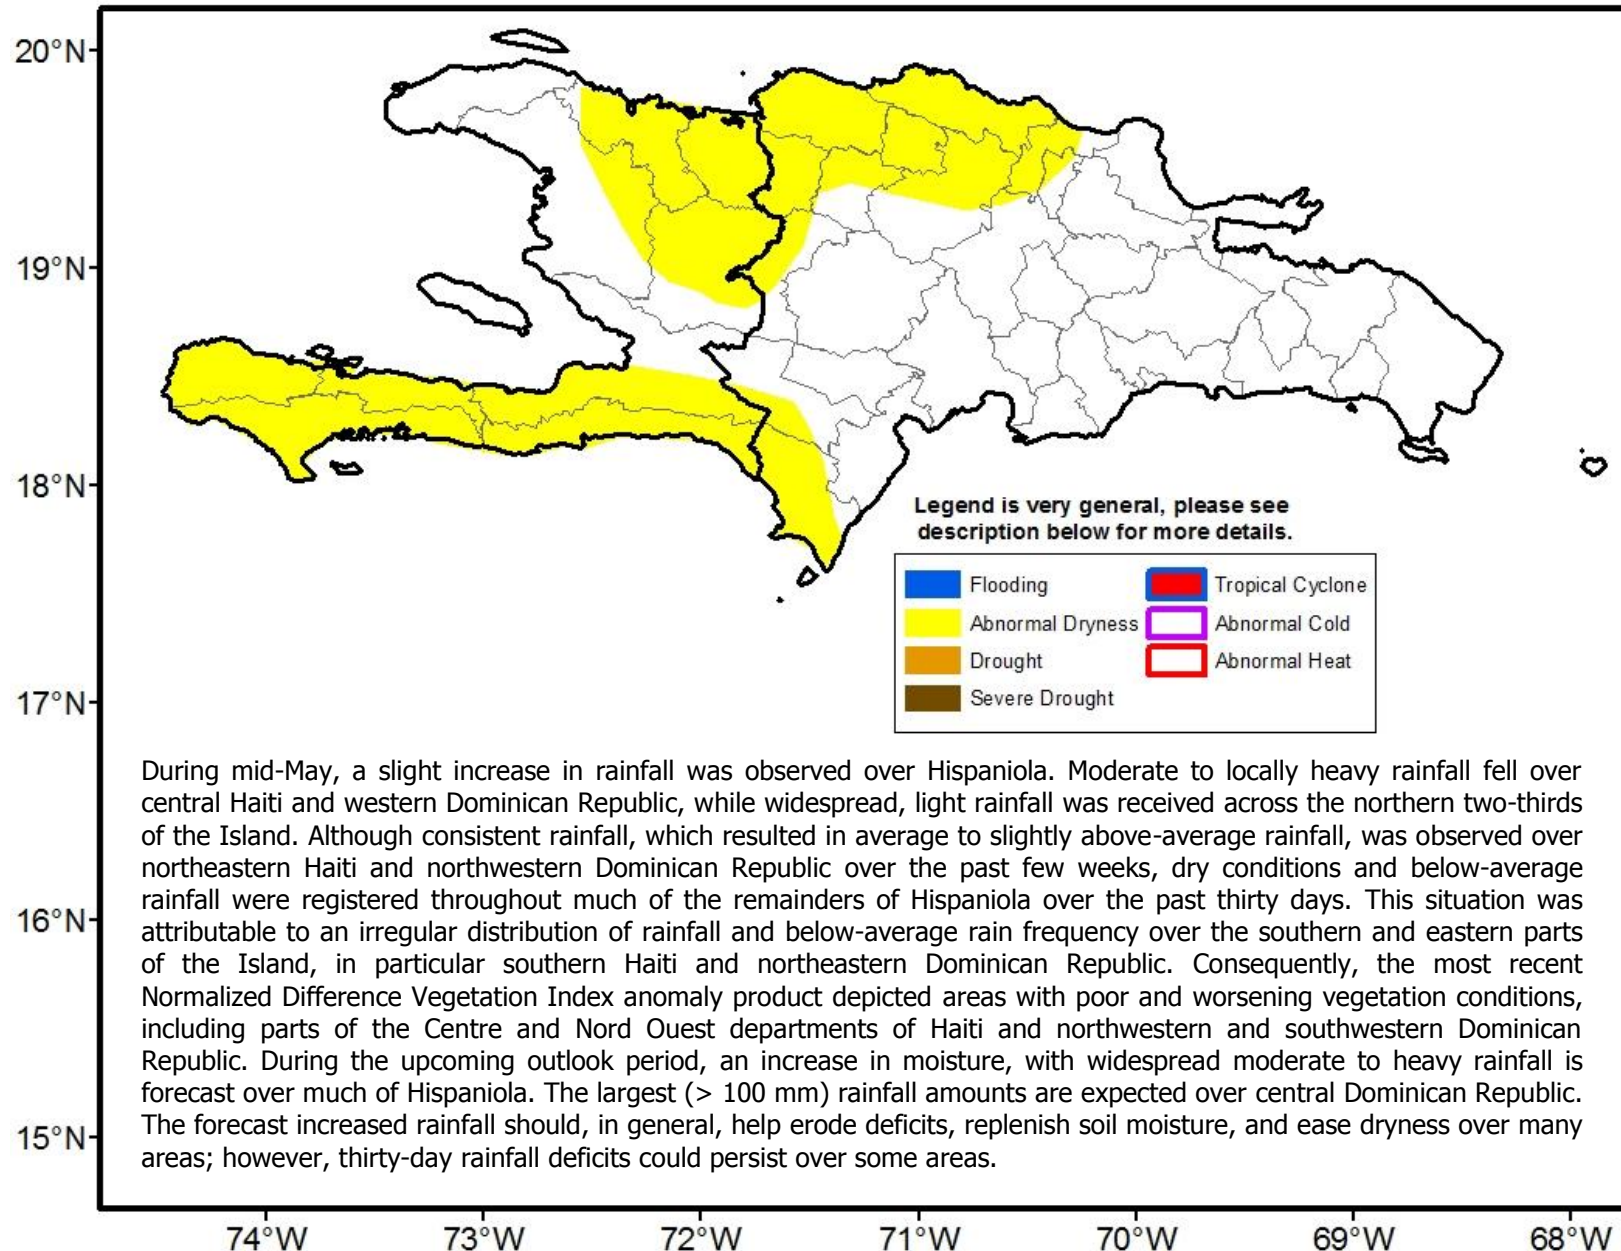 20°N
19°N
18°N
17°N
16°N
15°N
Legend is very general, please see
description below for more details.
Flooding
Tropical Cyclone
Abnormal Dryness
Abnormal Cold
Drought
Abnormal Heat
Severe Drought
During mid-May, a slight increase in rainfall was observed over Hispaniola. Moderate to locally heavy rainfall fell over
central Haiti and western Dominican Republic, while widespread, light rainfall was received across the northern two-thirds
of the Island. Although consistent rainfall, which resulted in average to slightly above-average rainfall, was observed over
northeastern Haiti and northwestern Dominican Republic over the past few weeks, dry conditions and below-average
rainfall were registered throughout much of the remainders of Hispaniola over the past thirty days. This situation was
attributable to an irregular distribution of rainfall and below-average rain frequency over the southern and eastern parts
of the Island, in particular southern Haiti and northeastern Dominican Republic. Consequently, the most recent
Normalized Difference Vegetation Index anomaly product depicted areas with poor and worsening vegetation conditions,
including parts of the Centre and Nord Ouest departments of Haiti and northwestern and southwestern Dominican
Republic. During the upcoming outlook period, an increase in moisture, with widespread moderate to heavy rainfall is
forecast over much of Hispaniola. The largest (> 100 mm) rainfall amounts are expected over central Dominican Republic.
The forecast increased rainfall should, in general, help erode deficits, replenish soil moisture, and ease dryness over many
areas; however, thirty-day rainfall deficits could persist over some areas.
74°W 73°W 72°W 71°W 70°W 69°W 68°W